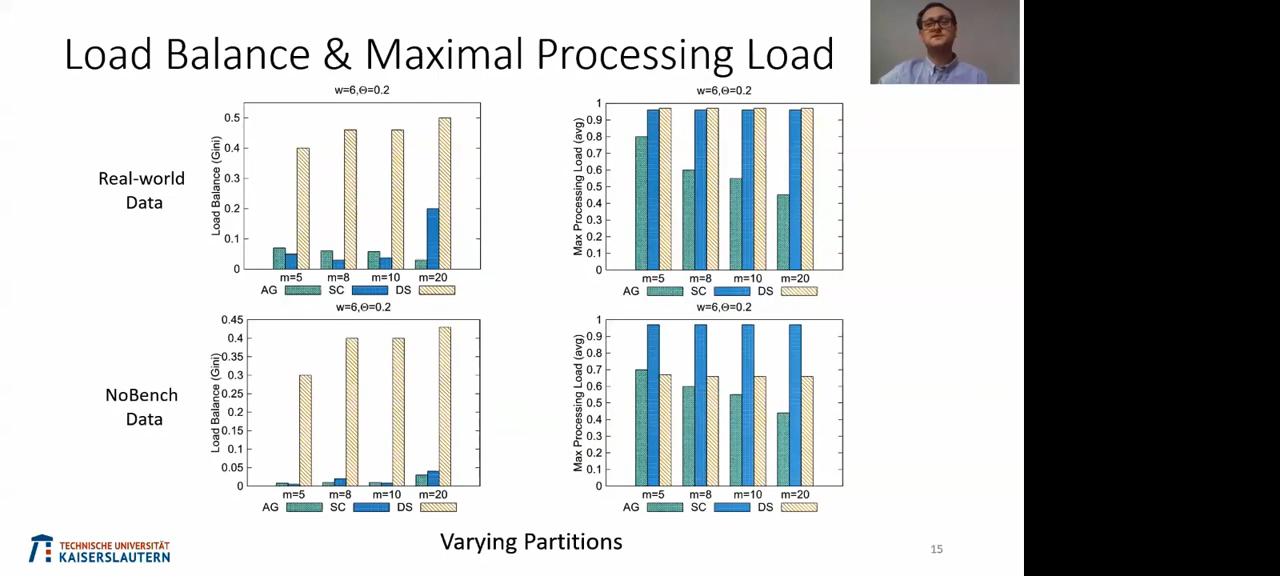 Load Balance & Maximal Processing Load
Real-world
Data
w=6,Θ=0.2
Load Balance (Gini)
0.5
0.4
0.3
0.2
0.1
0
m=5 m=8 m=10 m=20
AG SC DS
w=6,Θ=0.2
Max Processing Load (avg)
1
0.9
0.8
0.7
0.6
0.5
0.4
0.3
0.2
0.1
0
m=5 m=8 m=10 m=20
AG SC DS
NoBench
Data
w=6,Θ=0.2
Load Balance (Gini)
0.45
0.4
0.35
0.3
0.25
0.2
0.15
0.1
0.05
0
m=5 m=8 m=10 m=20
AG SC DS
w=6,Θ=0.2
Max Processing Load (avg)
1
0.9
0.8
0.7
0.6
0.5
0.4
0.3
0.2
0.1
0
m=5 m=8 m=10 m=20
AG SC DS
TECHNISCHE UNIVERSITÄT
KAISERSLAUTERN
Varying Partitions
15